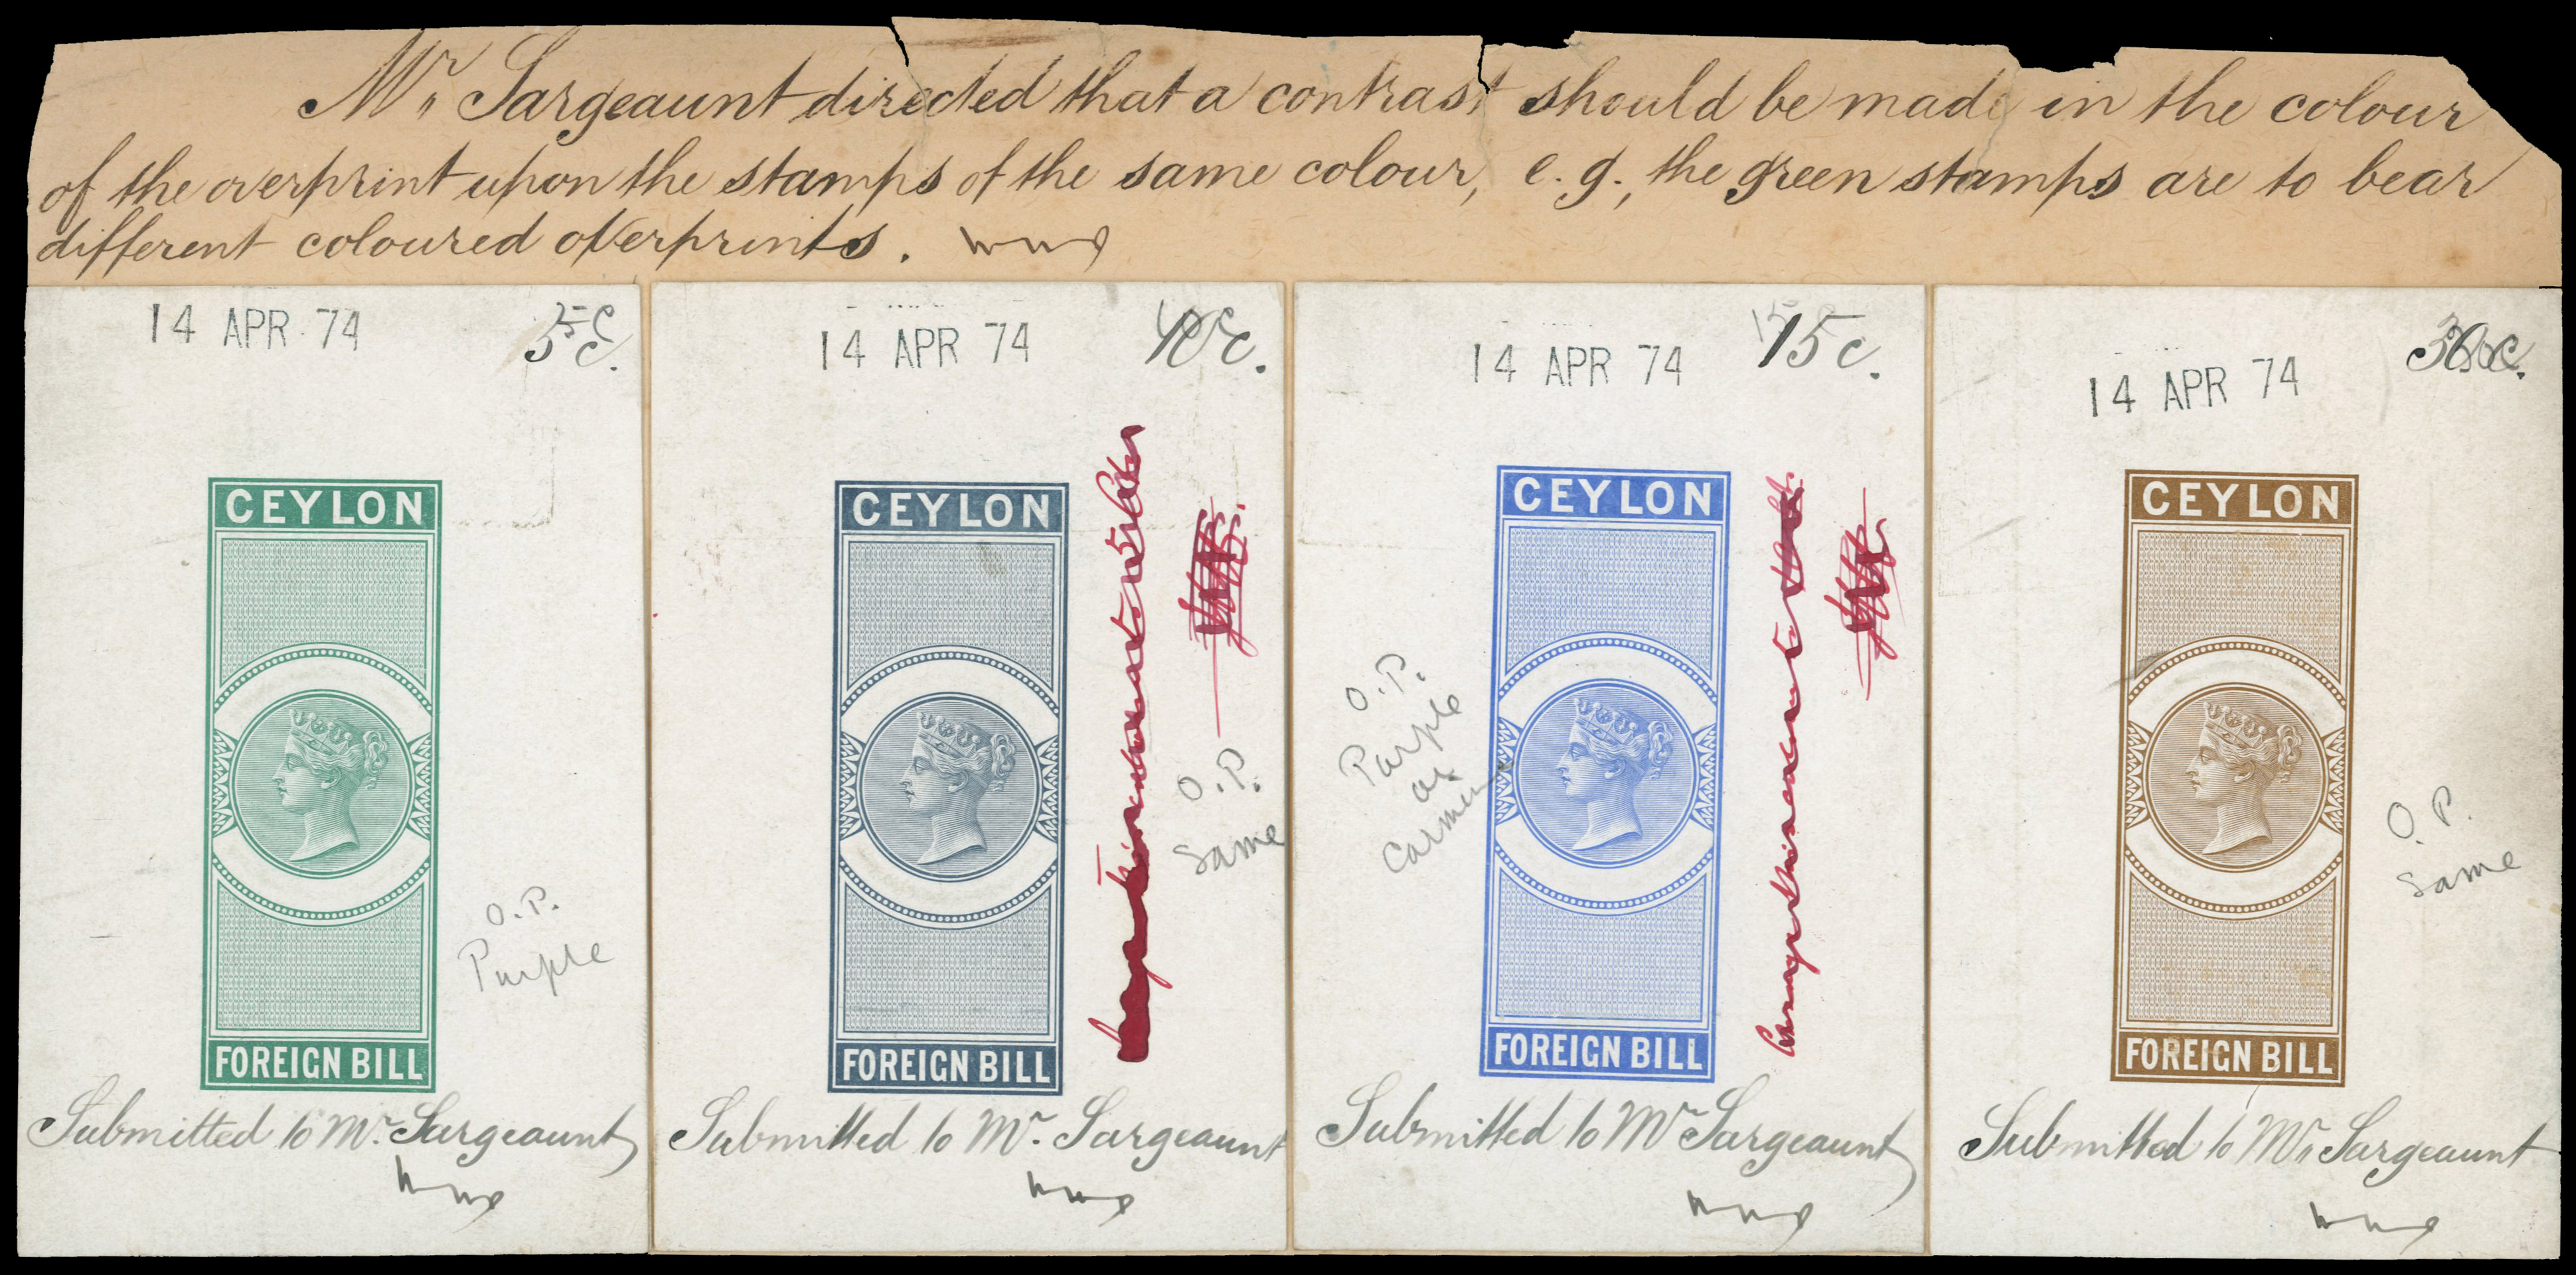 Mr. Sargeaunt directed that a contrast should be made in the colour
of the overprint upon the stamps of the same colour, e.g., the green stamps are to bear
different coloured overprints.
14 APR 74
5c.
CEYLON
FOREIGN BILL
O.P.
Purple
Submitted to Mr. Sargeaunt
14 APR 74
10c.
CEYLON
FOREIGN BILL
O.P.
Same
Submitted to Mr. Sargeaunt
14 APR 74
15c.
CEYLON
FOREIGN BILL
O.P.
Purple
or
Submitted to Mr Sargeaunt
14 APR 74
CEYLON
FOREIGN BILL
O.P.
Same
Submitted to Mr. Sargeaunt